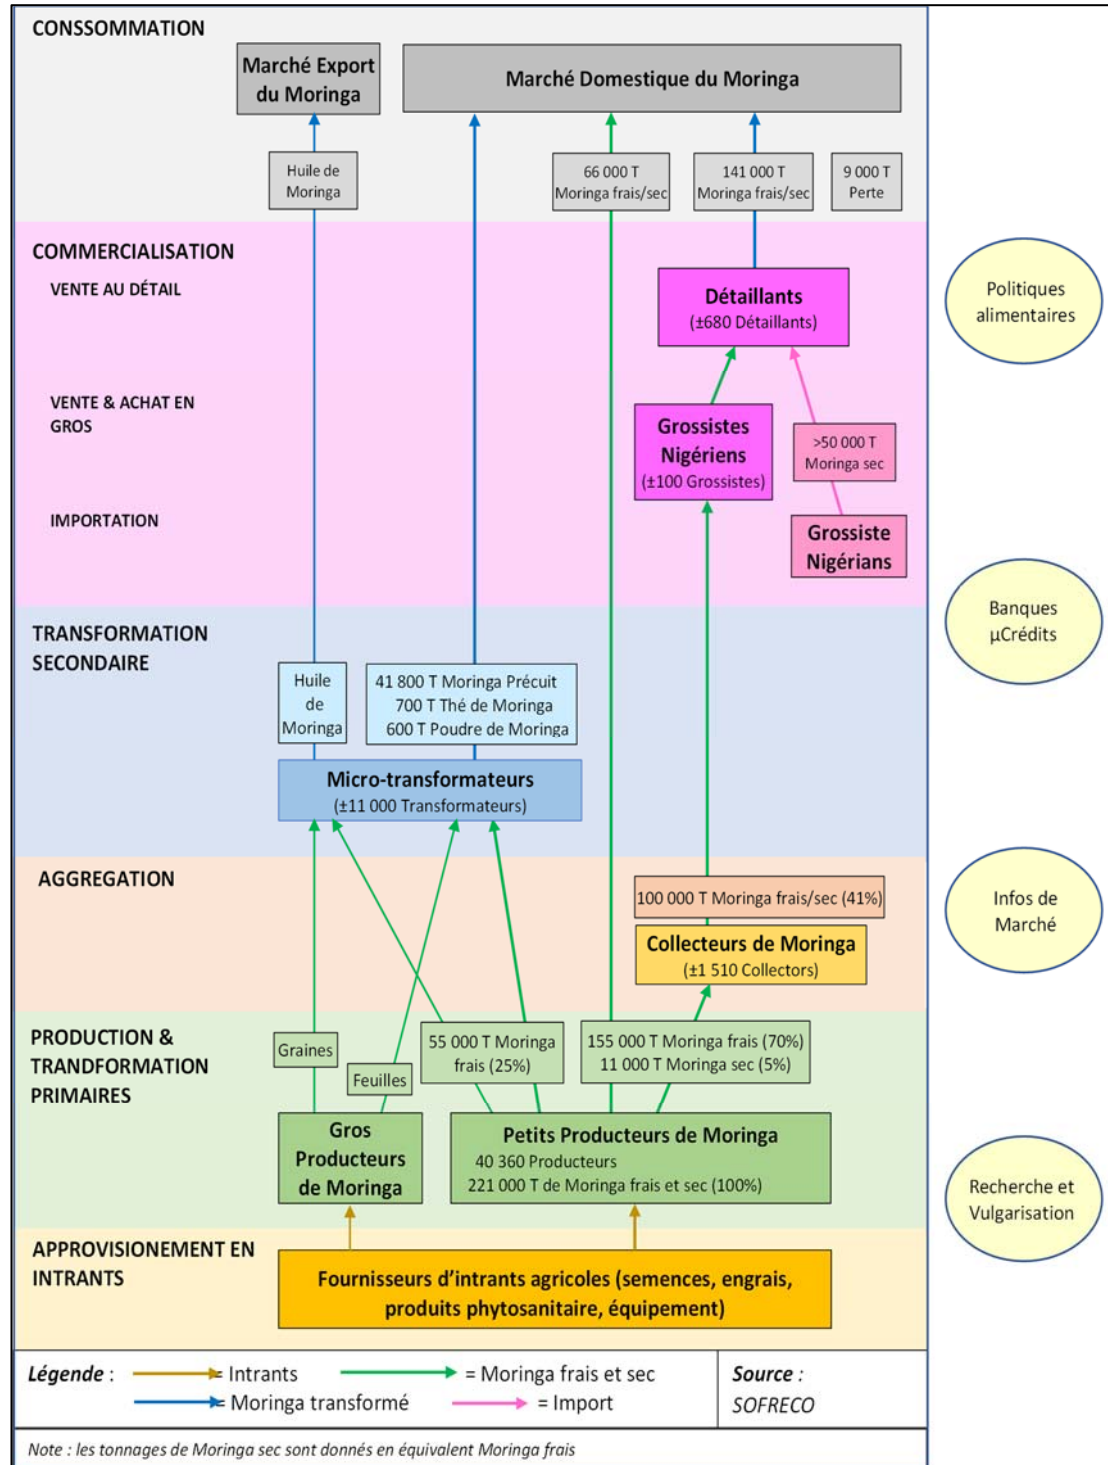 CONSSOMMATION
Marché Export
du Moringa
Marché Domestique du Moringa
Huile de
Moringa
66 000 T
Moringa frais/sec
141 000 T
Moringa frais/sec
9 000 T
Perte
COMMERCIALISATION
VENTE AU DÉTAIL
Détaillants
(±680 Détaillants)
Politiques
alimentaires
VENTE & ACHAT EN
GROS
Grossistes
Nigériens
(±100 Grossistes)
>50 000 T
Moringa sec
IMPORTATION
Grossiste
Nigérians
Banques
µCrédits
TRANSFORMATION
SECONDAIRE
Huile
de
Moringa
41 800 T Moringa Précuit
700 T Thé de Moringa
600 T Poudre de Moringa
Micro-transformateurs
(±11 000 Transformateurs)
AGGREGATION
100 000 T Moringa frais/sec (41%)
Collecteurs de Moringa
(±1 510 Collectors)
Infos de
Marché
PRODUCTION &
TRANDFORMATION
PRIMAIRES
Graines
Feuilles
55 000 T Moringa
frais (25%)
155 000 T Moringa frais (70%)
11 000 T Moringa sec (5%)
Gros
Producteurs
de Moringa
Petits Producteurs de Moringa
40 360 Producteurs
221 000 T de Moringa frais et sec (100%)
Recherche et
Vulgarisation
APPROVISIONEMENT EN
INTRANTS
Fournisseurs d'intrants agricoles (semences, engrais,
produits phytosanitaire, équipement)
Légende :
= Intrants
= Moringa frais et sec
= Moringa transformé
= Import
Source :
SOFRECO
Note : les tonnages de Moringa sec sont donnés en équivalent Moringa frais